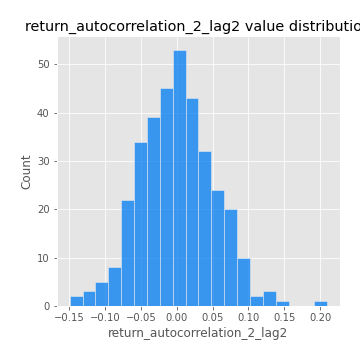 return_autocorrelation_2_lag2 value distributio
50
40
30
20
10
0
Count
−0.15 −0.10 −0.05 0.00 0.05 0.10 0.15 0.20
return_autocorrelation_2_lag2